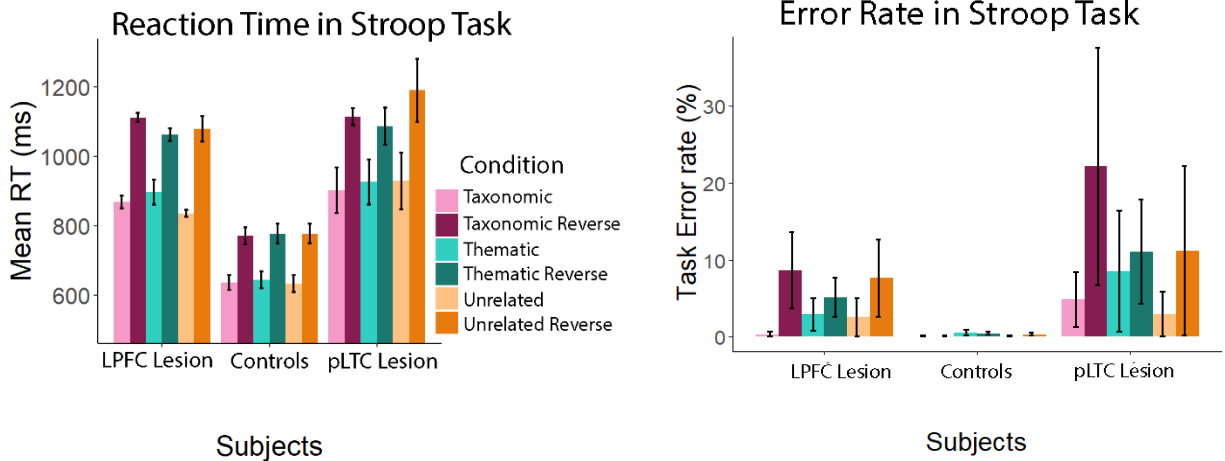 Reaction Time in Stroop Task
Mean RT (ms)
1200
1000
800
600
LPFC Lesion
Controls
pLTC Lesion
Subjects
Condition
Taxonomic
Taxonomic Reverse
Thematic
Thematic Reverse
Unrelated
Unrelated Reverse
Error Rate in Stroop Task
Task Error rate (%)
30
20
10
0
LPFC Lesion
Controls
pLTC Lesion
Subjects